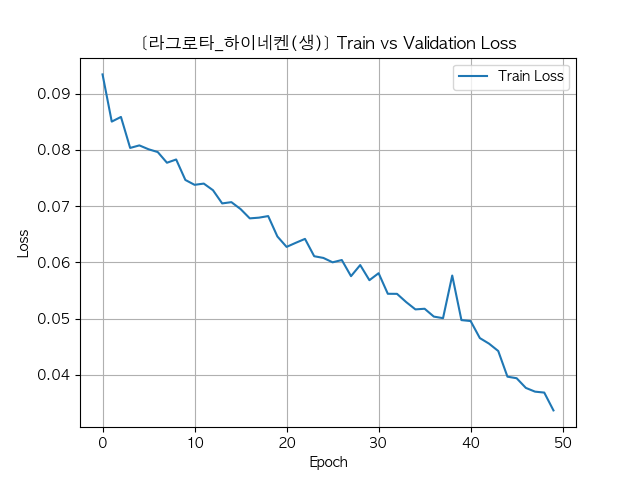 [라그로타_하이네켄(생)] Train vs Validation Loss
Train Loss
0.09
0.08
0.07
0.06
0.05
0.04
Loss
0 10 20 30 40 50
Epoch